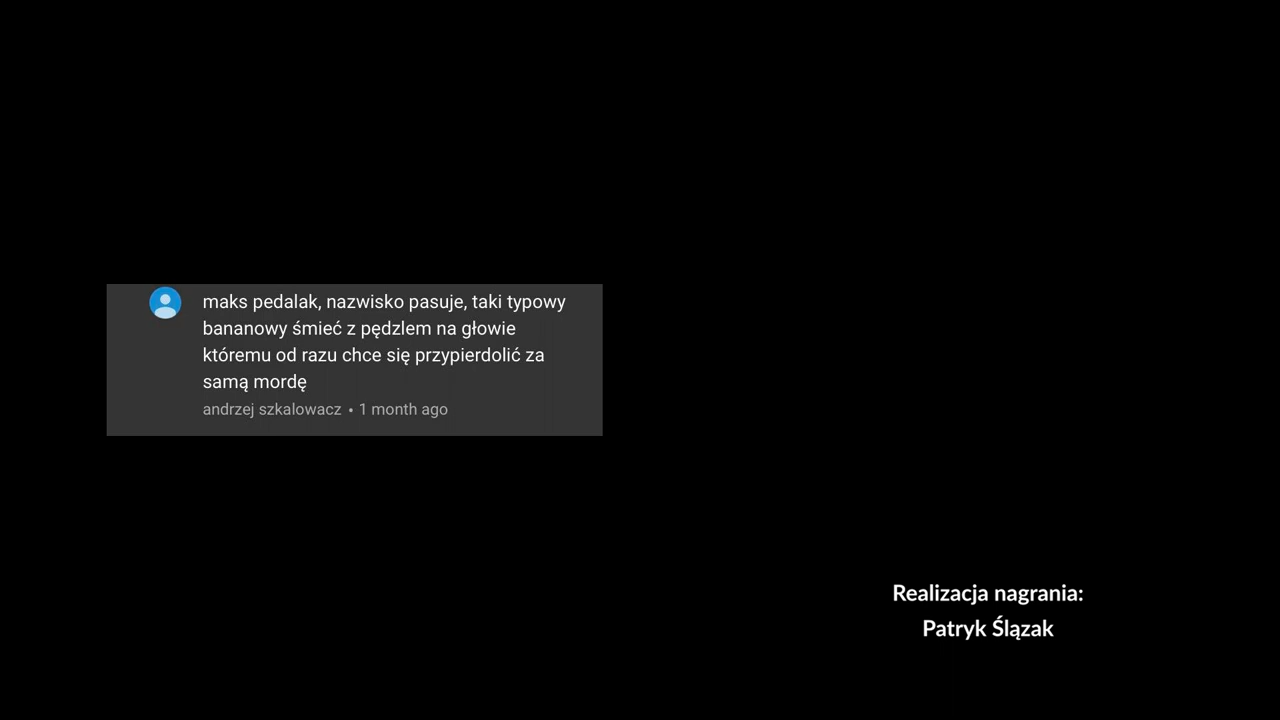 maks pedalak, nazwisko pasuje, taki typowy
bananowy śmieć z pędzlem na głowie
któremu od razu chce się przypierdolić za
samą mordę
andrzej szkalowacz • 1 month ago
Realizacja nagrania:
Patryk Ślązak